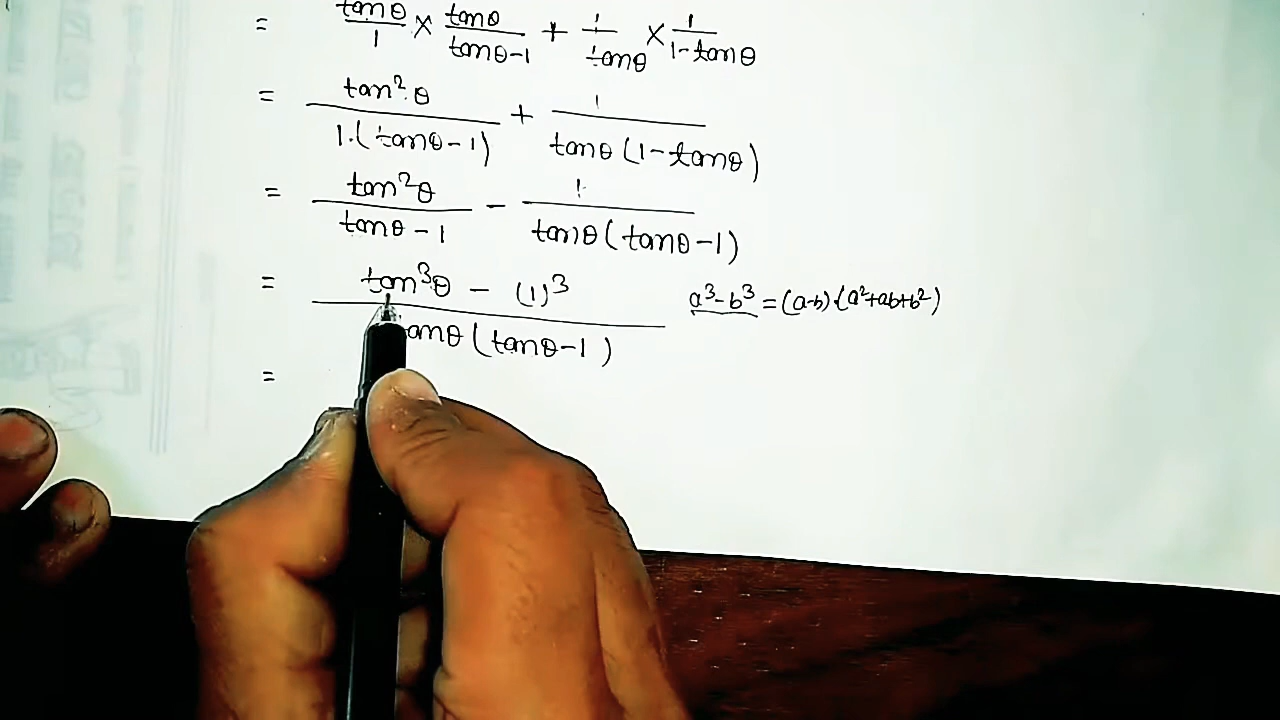 = tanθ/1 × tanθ/tanθ-1 + 1/tanθ × 1/1-tanθ
= tan²θ/1.(tanθ-1) + 1/tanθ(1-tanθ)
= tan²θ/tanθ-1 - 1/tanθ(tanθ-1)
= tan³θ - (1)³/tanθ(tanθ-1) a³-b³=(a-b)(a²+ab+b²)
=